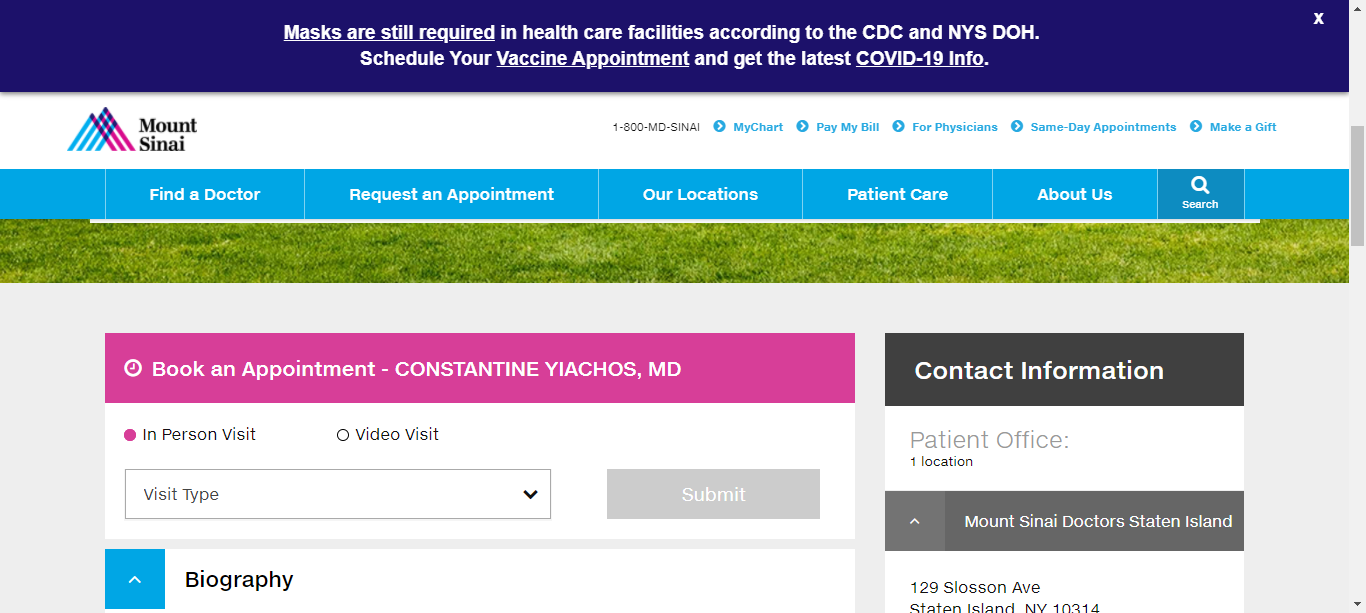 Masks are still required in health care facilities according to the CDC and NYS DOH.
Schedule Your Vaccine Appointment and get the latest COVID-19 Info.
X
Mount
Sinai
1-800-MD-SINAI MyChart Pay My Bill For Physicians Same-Day Appointments Make a Gift
Find a Doctor Request an Appointment Our Locations Patient Care About Us Search
Book an Appointment - CONSTANTINE YIACHOS, MD
In Person Visit Video Visit
Visit Type Submit
Biography
Contact Information
Patient Office:
1 location
Mount Sinai Doctors Staten Island
129 Slosson Ave
Staten Island, NY 10314